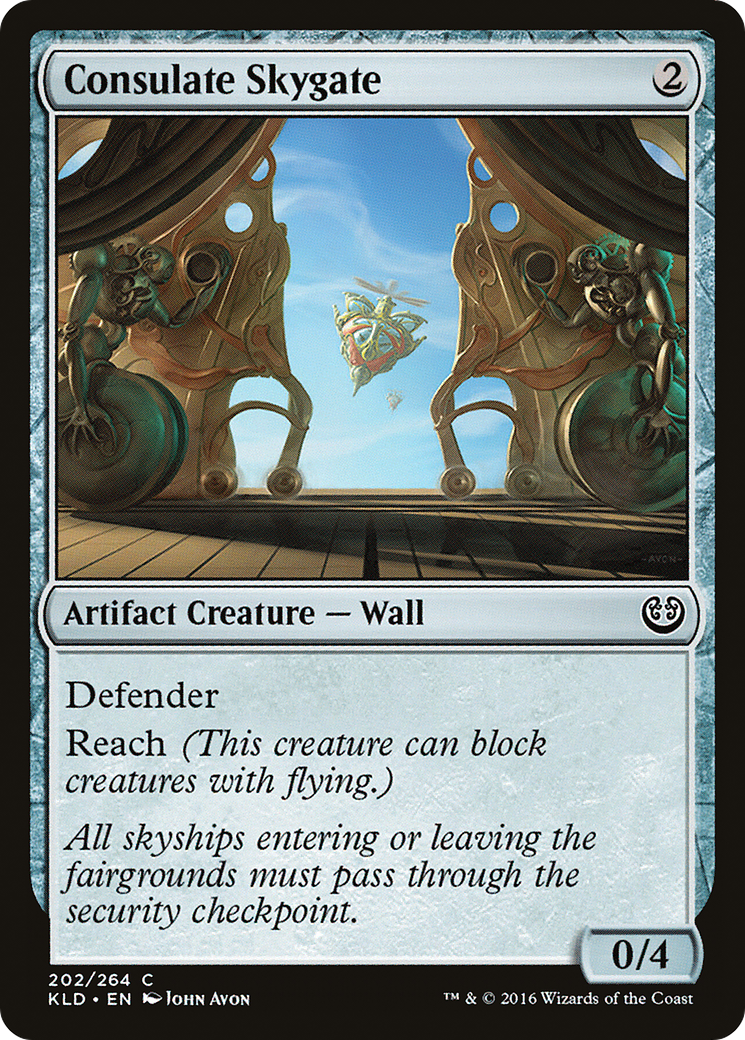 Consulate Skygate 2
-AVON-
Artifact Creature — Wall
Defender
Reach (This creature can block
creatures with flying.)
All skyships entering or leaving the
fairgrounds must pass through the
security checkpoint.
0/4
202/264 C
KLD • EN John Avon
™ & © 2016 Wizards of the Coast